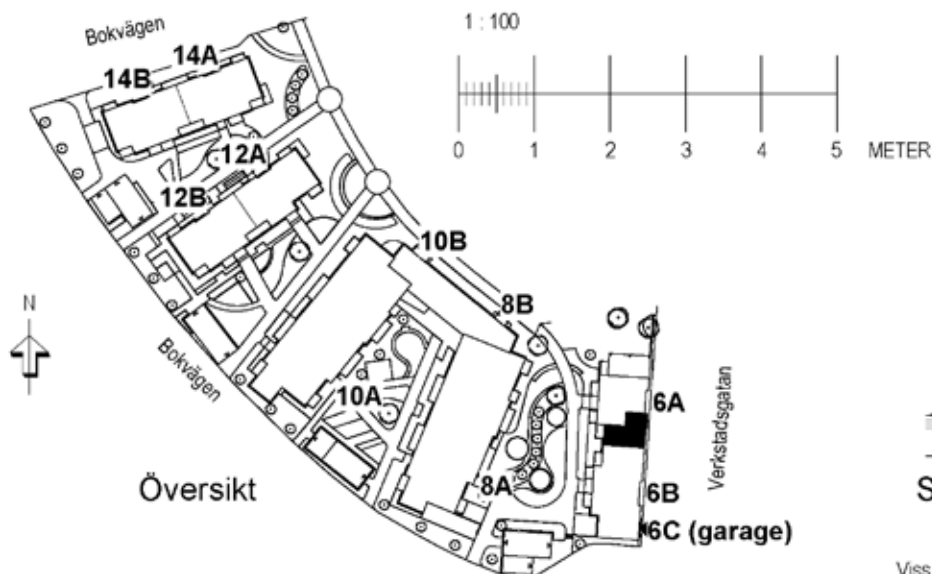 Bokvägen
1 : 100
14A
14B
0 1 2 3 4 5 METER
12A
12B
10B
8B
N
Bokvägen
10A
6A
Verkstadsgatan
Översikt
8A
6B
S
6C (garage)
Viss